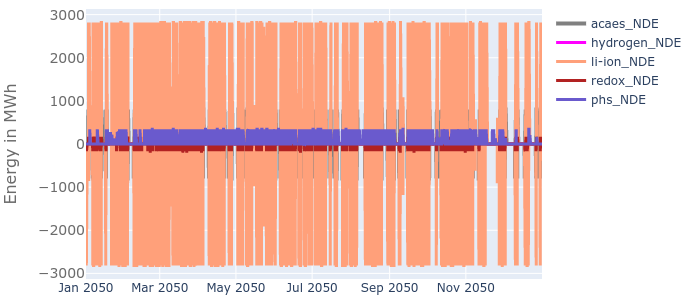 3000
2000
1000
0
−1000
−2000
−3000
Energy in MWh
Jan 2050 Mar 2050 May 2050 Jul 2050 Sep 2050 Nov 2050
acaes_NDE
hydrogen_NDE
li-ion_NDE
redox_NDE
phs_NDE